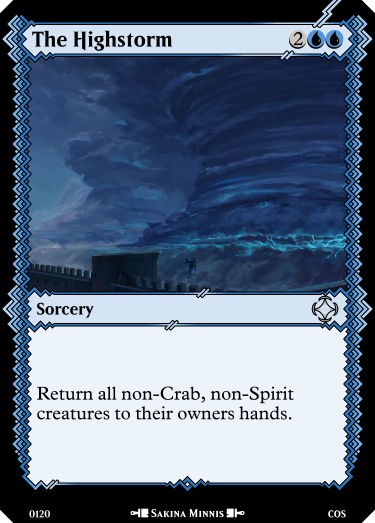 The Highstorm 2
Sorcery
Return all non-Crab, non-Spirit
creatures to their owners hands.
0120 Sakina Minnis COS